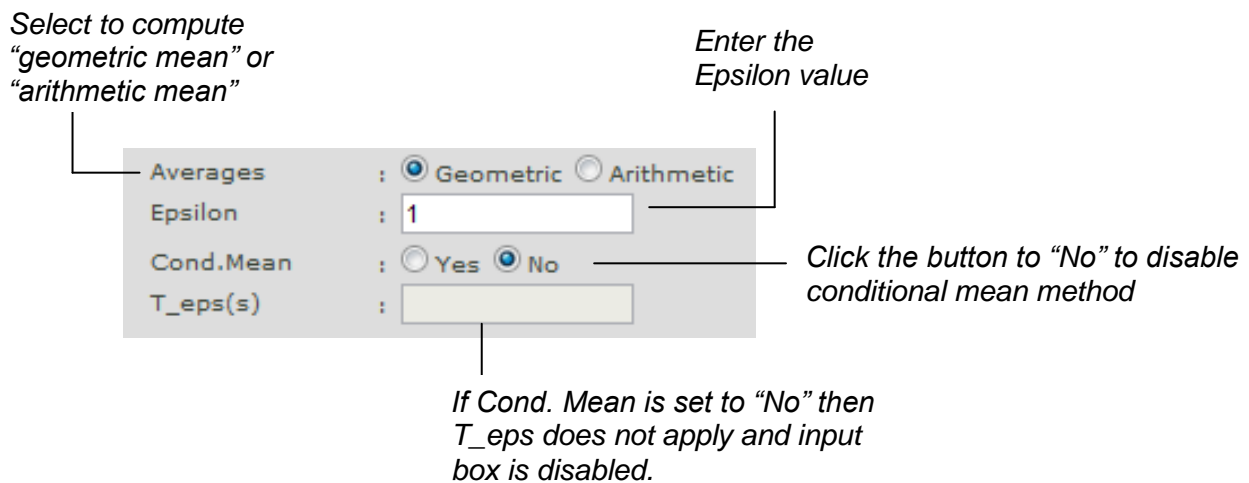 Select to compute
“geometric mean” or
“arithmetic mean”
Enter the
Epsilon value
Averages : Geometric Arithmetic
Epsilon : 1
Cond.Mean : Yes No
T_eps(s) :
Click the button to “No” to disable
conditional mean method
If Cond. Mean is set to “No” then
T_eps does not apply and input
box is disabled.